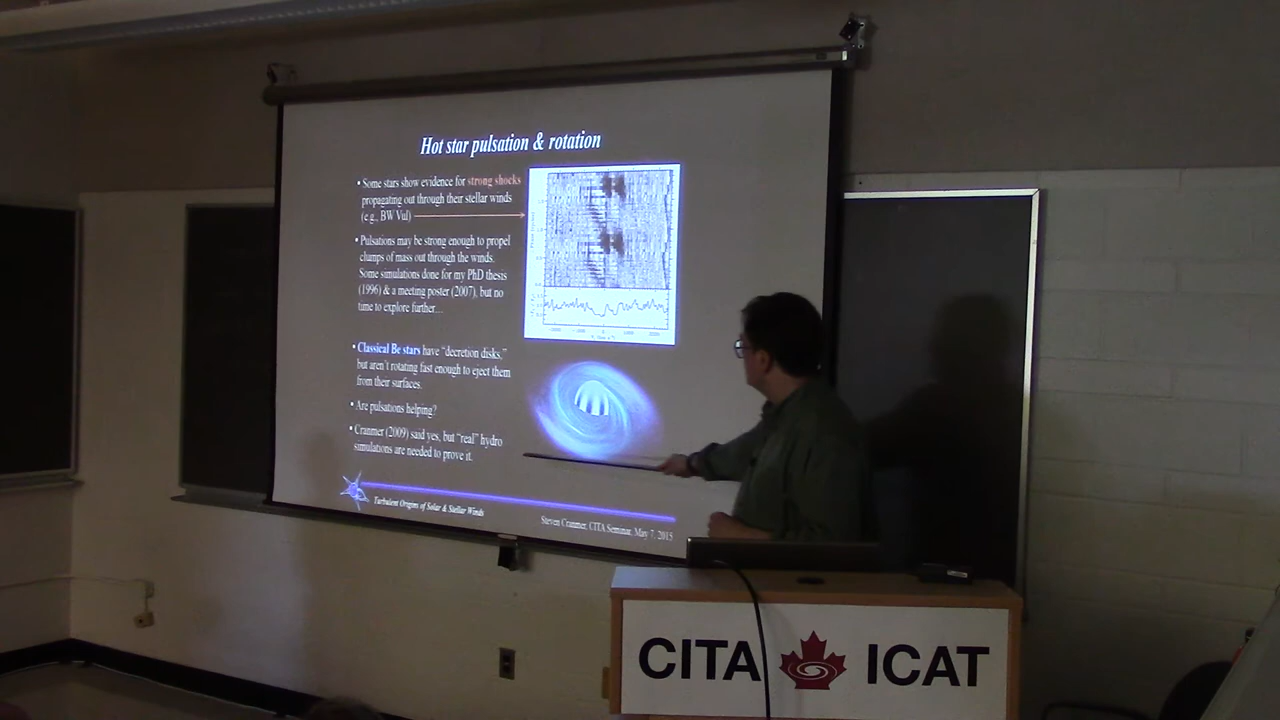 Hot star pulsation & rotation
• Some stars show evidence for strong shocks
propagating out through their stellar winds
(e.g., BW Vul)
• Pulsations may be strong enough to propel
clumps of mass out through the winds.
Some simulations done for my PhD thesis
(1996) & a meeting poster (2007), but no
time to explore further…
• Classical Be stars have “decretion disks,”
but aren't rotating fast enough to eject them
from their surfaces.
• Are pulsations helping?
• Cranmer (2009) said yes, but “real” hydro
simulations are needed to prove it.
Turbulent Origins of Solar & Stellar Winds
Steven Cranmer, CITA Seminar, May 7, 2015
CITA ICAT